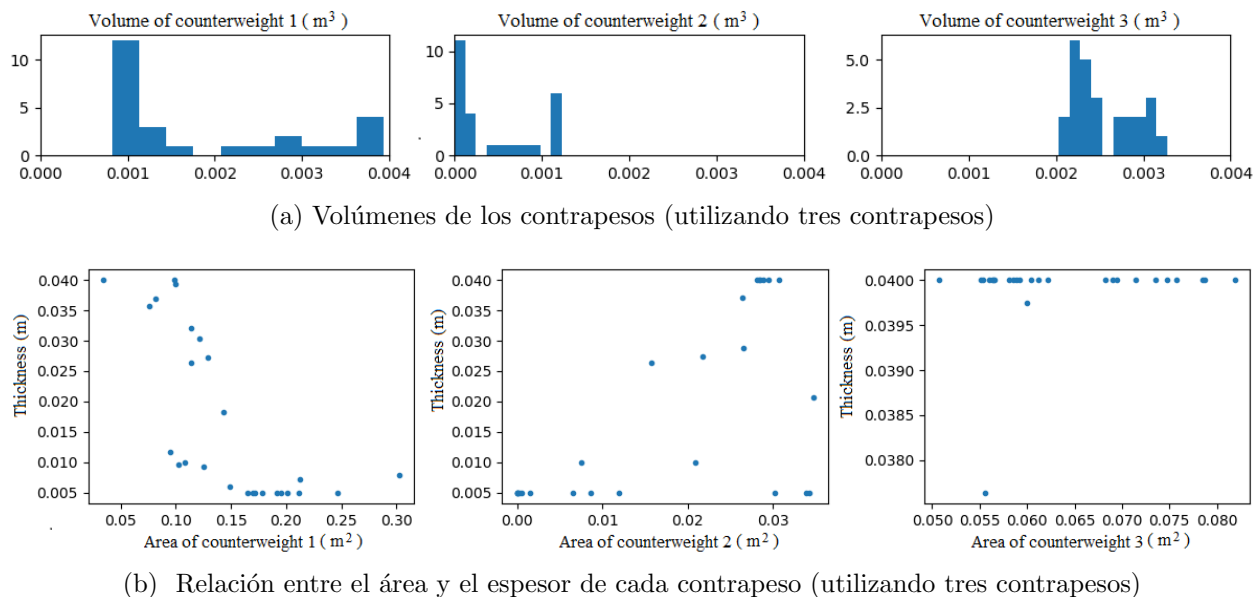 Volume of counterweight 1 ( m³ )
Volume of counterweight 2 ( m³ )
Volume of counterweight 3 ( m³ )
10
5
0
0.000 0.001 0.002 0.003 0.004
10
5
0
0.000 0.001 0.002 0.003 0.004
5.0
2.5
0.0
0.000 0.001 0.002 0.003 0.004
(a) Volúmenes de los contrapesos (utilizando tres contrapesos)
Thickness (m)
0.040
0.035
0.030
0.025
0.020
0.015
0.010
0.005
0.05 0.10 0.15 0.20 0.25 0.30
Area of counterweight 1 ( m² )
Thickness (m)
0.040
0.035
0.030
0.025
0.020
0.015
0.010
0.005
0.00 0.01 0.02 0.03
Area of counterweight 2 ( m² )
Thickness (m)
0.0400
0.0395
0.0390
0.0385
0.0380
0.050 0.055 0.060 0.065 0.070 0.075 0.080
Area of counterweight 3 ( m² )
(b) Relación entre el área y el espesor de cada contrapeso (utilizando tres contrapesos)